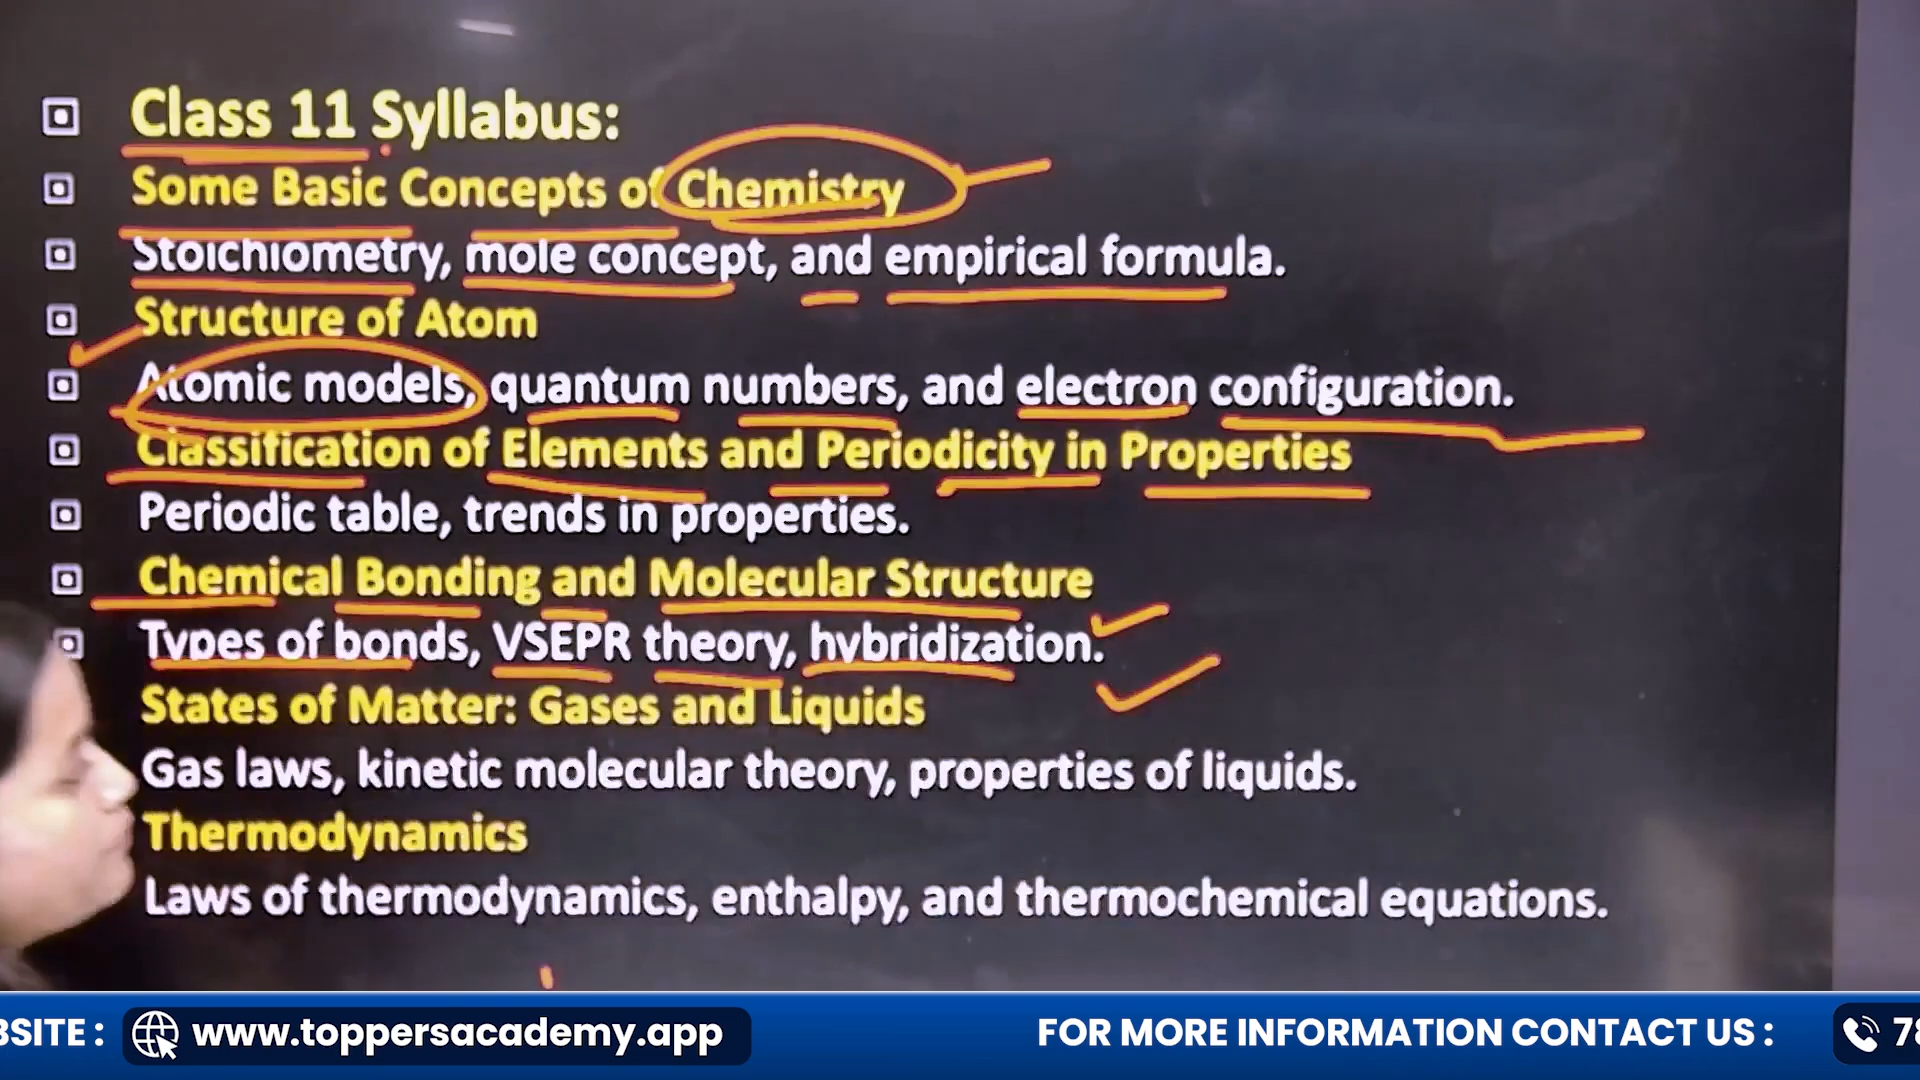 Class 11 Syllabus:
Some Basic Concepts of Chemistry
Stoichiometry, mole concept, and empirical formula.
Structure of Atom
Atomic models, quantum numbers, and electron configuration.
Classification of Elements and Periodicity in Properties
Periodic table, trends in properties.
Chemical Bonding and Molecular Structure
Types of bonds, VSEPR theory, hybridization.
States of Matter: Gases and Liquids
Gas laws, kinetic molecular theory, properties of liquids.
Thermodynamics
Laws of thermodynamics, enthalpy, and thermochemical equations.
BSITE : www.toppersacademy.app FOR MORE INFORMATION CONTACT US : 78